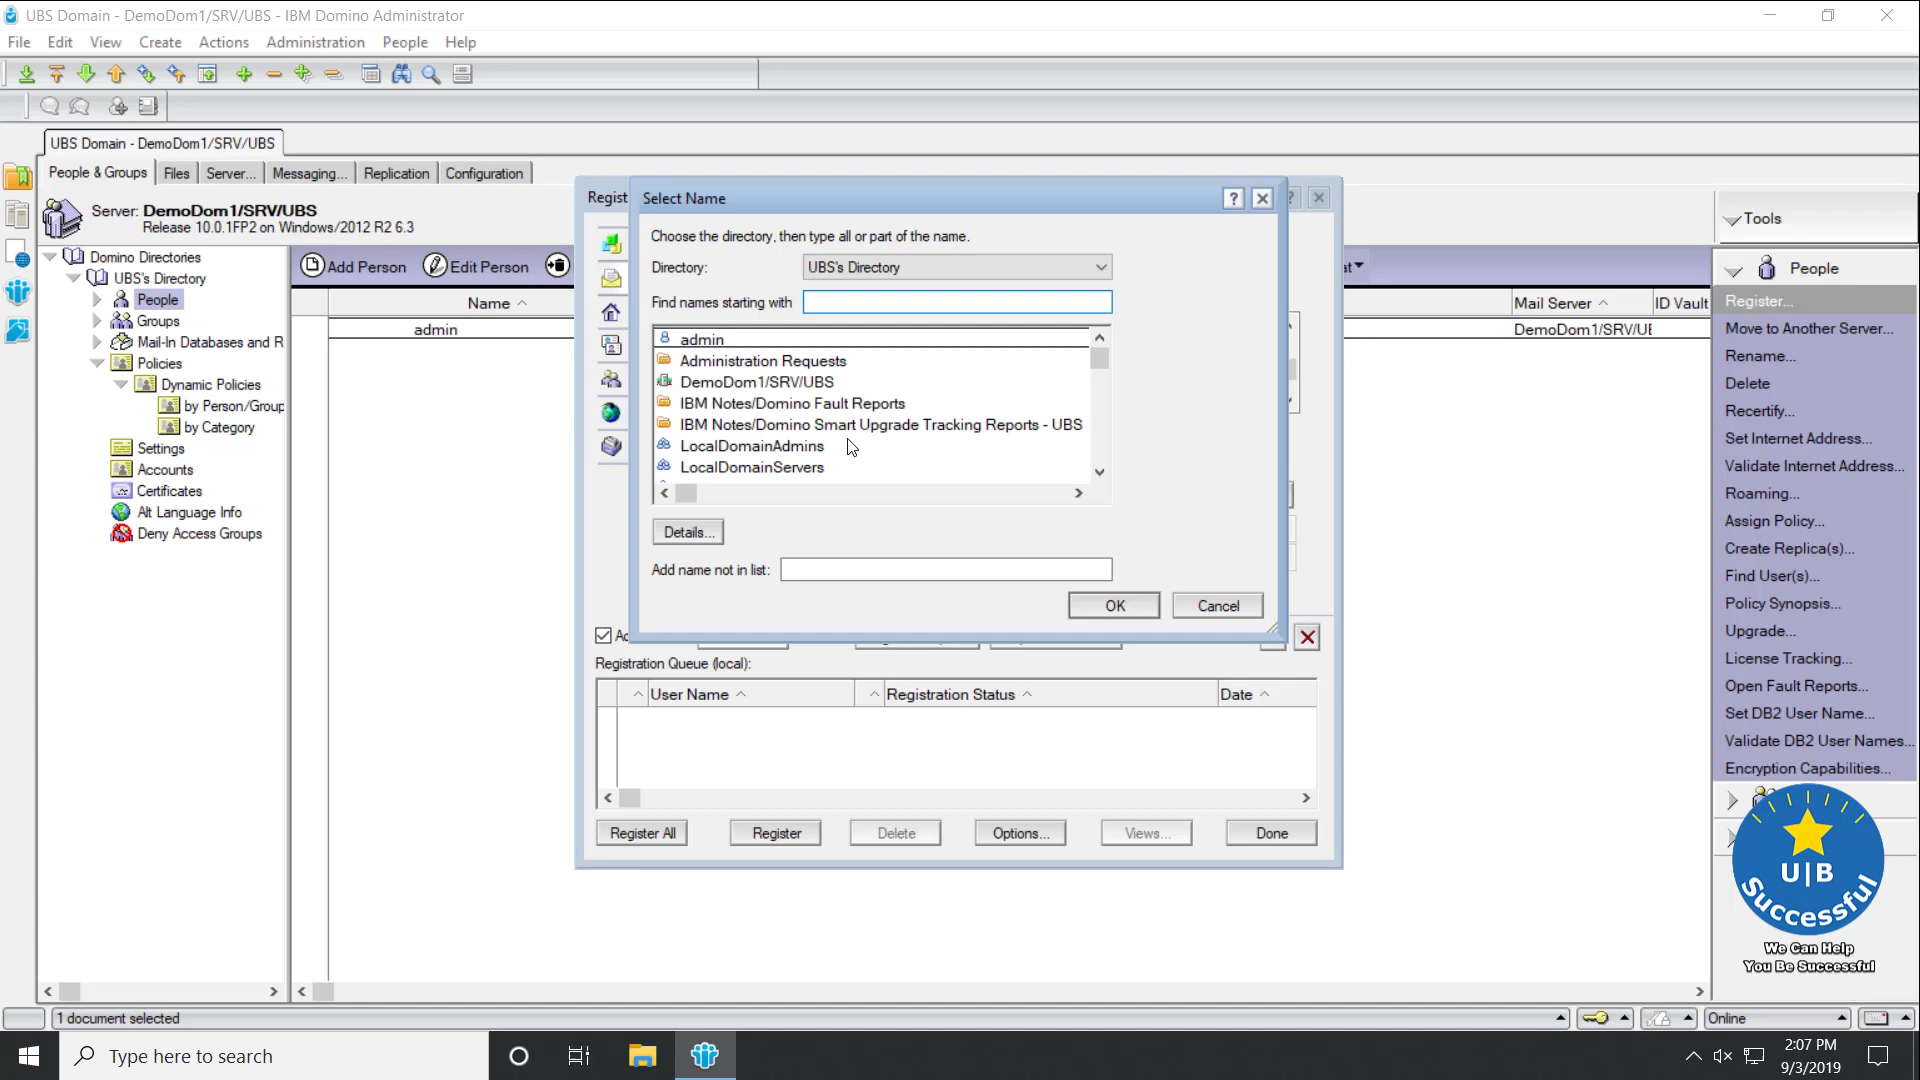 UBS Domain - DemoDom1/SRV/UBS - IBM Domino Administrator
File Edit View Create Actions Administration People Help
UBS Domain - DemoDom1/SRV/UBS
People & Groups Files Server... Messaging... Replication Configuration
Server: DemoDom1/SRV/UBS
Release 10.0.1FP2 on Windows/2012 R2 6.3
Domino Directories
UBS's Directory
People
Groups
Mail-In Databases and R
Policies
Dynamic Policies
by Person/Group
by Category
Settings
Accounts
Certificates
Alt Language Info
Deny Access Groups
Add Person Edit Person
Name
admin
Regist
Select Name
Choose the directory, then type all or part of the name.
Directory: UBS's Directory
Find names starting with
admin
Administration Requests
DemoDom1/SRV/UBS
IBM Notes/Domino Fault Reports
IBM Notes/Domino Smart Upgrade Tracking Reports - UBS
LocalDomainAdmins
LocalDomainServers
Details...
Add name not in list:
OK Cancel
Registration Queue (local):
User Name Registration Status Date
Register All Register Delete Options... Views... Done
Mail Server ID Vault
DemoDom1/SRV/UE
Tools
People
Register...
Move to Another Server...
Rename...
Delete
Recertify...
Set Internet Address...
Validate Internet Address...
Roaming...
Assign Policy...
Create Replica(s)...
Find User(s)...
Policy Synopsis...
Upgrade...
License Tracking...
Open Fault Reports...
Set DB2 User Name...
Validate DB2 User Names...
Encryption Capabilities...
U|B
Successful
We Can Help
You Be Successful
1 document selected
Online
Type here to search
2:07 PM
9/3/2019